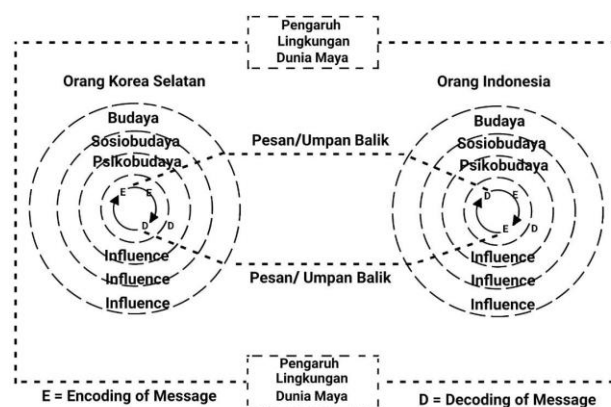 Pengaruh
Lingkungan
Dunia Maya
Orang Korea Selatan
Orang Indonesia
Budaya
Sosiobudaya
Psikobudaya
E E
D D
Influence
Influence
Influence
Pesan/Umpan Balik
Pesan/ Umpan Balik
Budaya
Sosiobudaya
Psikobudaya
D E
E D
Influence
Influence
Influence
Pengaruh
Lingkungan
Dunia Maya
E = Encoding of Message
D = Decoding of Message